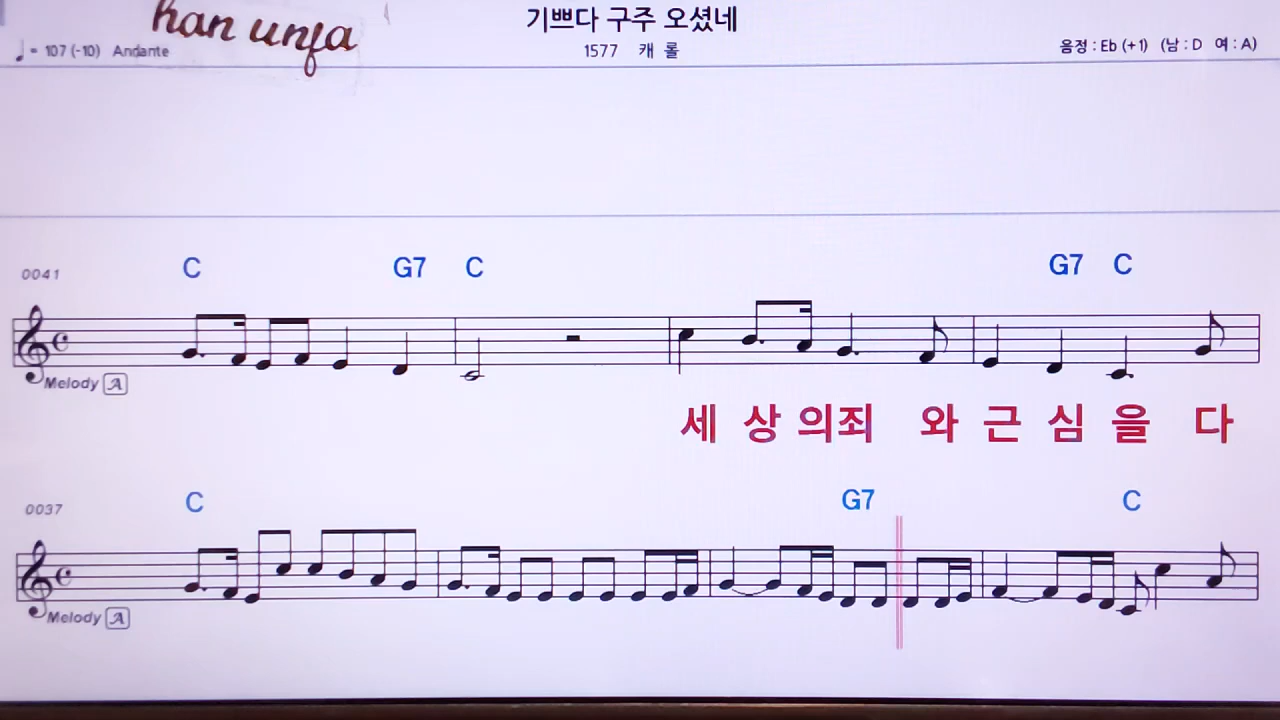 han unfa
기쁘다 구주 오셨네
♩= 107 (-10) Andante
1577 캐 롤
음정 : Eb (+1) (남 : D 여 : A)
0041
C G7 C G7 C
Melody A
세 상 의죄 와 근 심 을 다
0037
C G7 C
Melody A